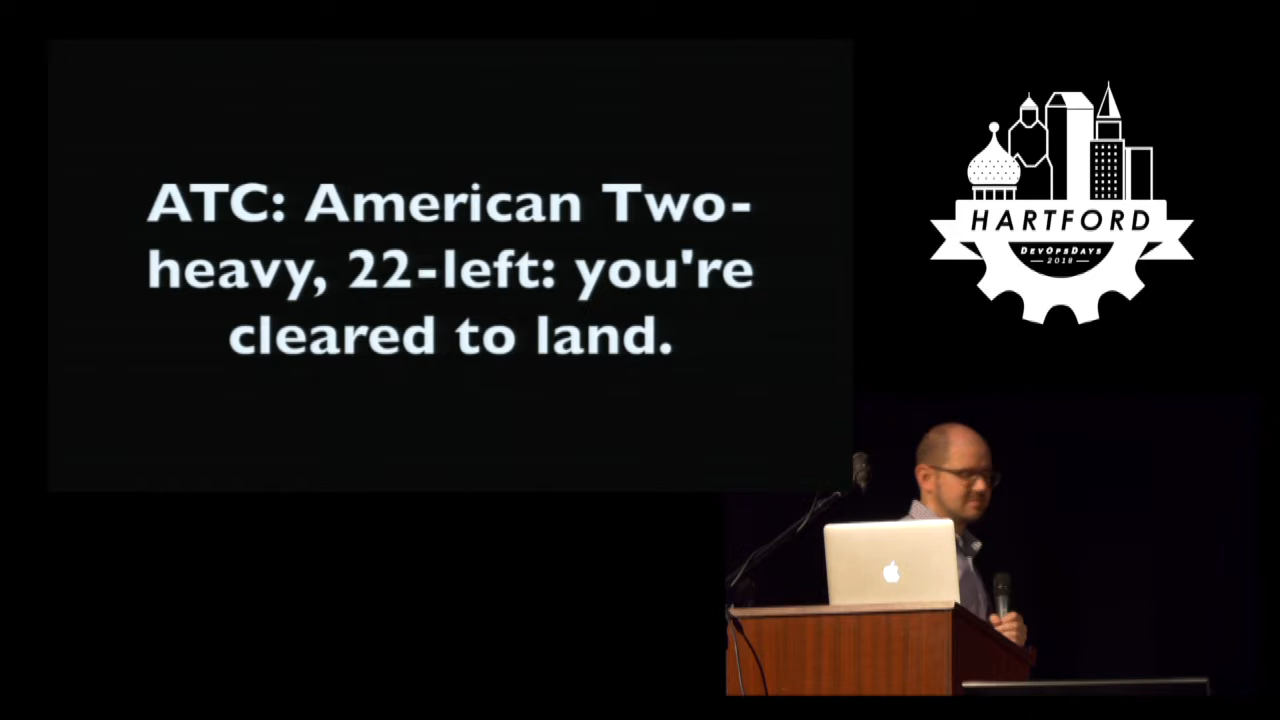 ATC: American Two-
heavy, 22-left: you're
cleared to land.
HARTFORD
DEVOPSDAYS
2018